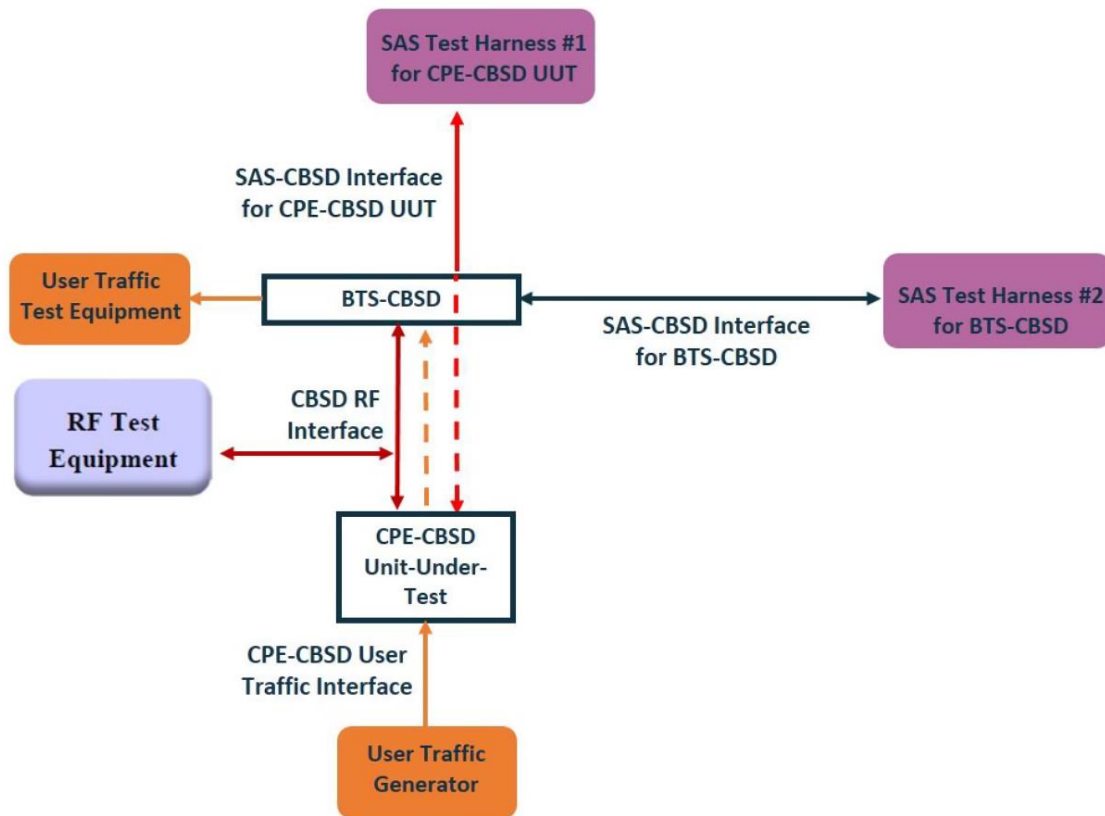 SAS Test Harness #1
for CPE-CBSD UUT
SAS-CBSD Interface
for CPE-CBSD UUT
User Traffic
Test Equipment
BTS-CBSD
SAS Test Harness #2
for BTS-CBSD
SAS-CBSD Interface
for BTS-CBSD
RF Test
Equipment
CBSD RF
Interface
CPE-CBSD
Unit-Under-
Test
CPE-CBSD User
Traffic Interface
User Traffic
Generator